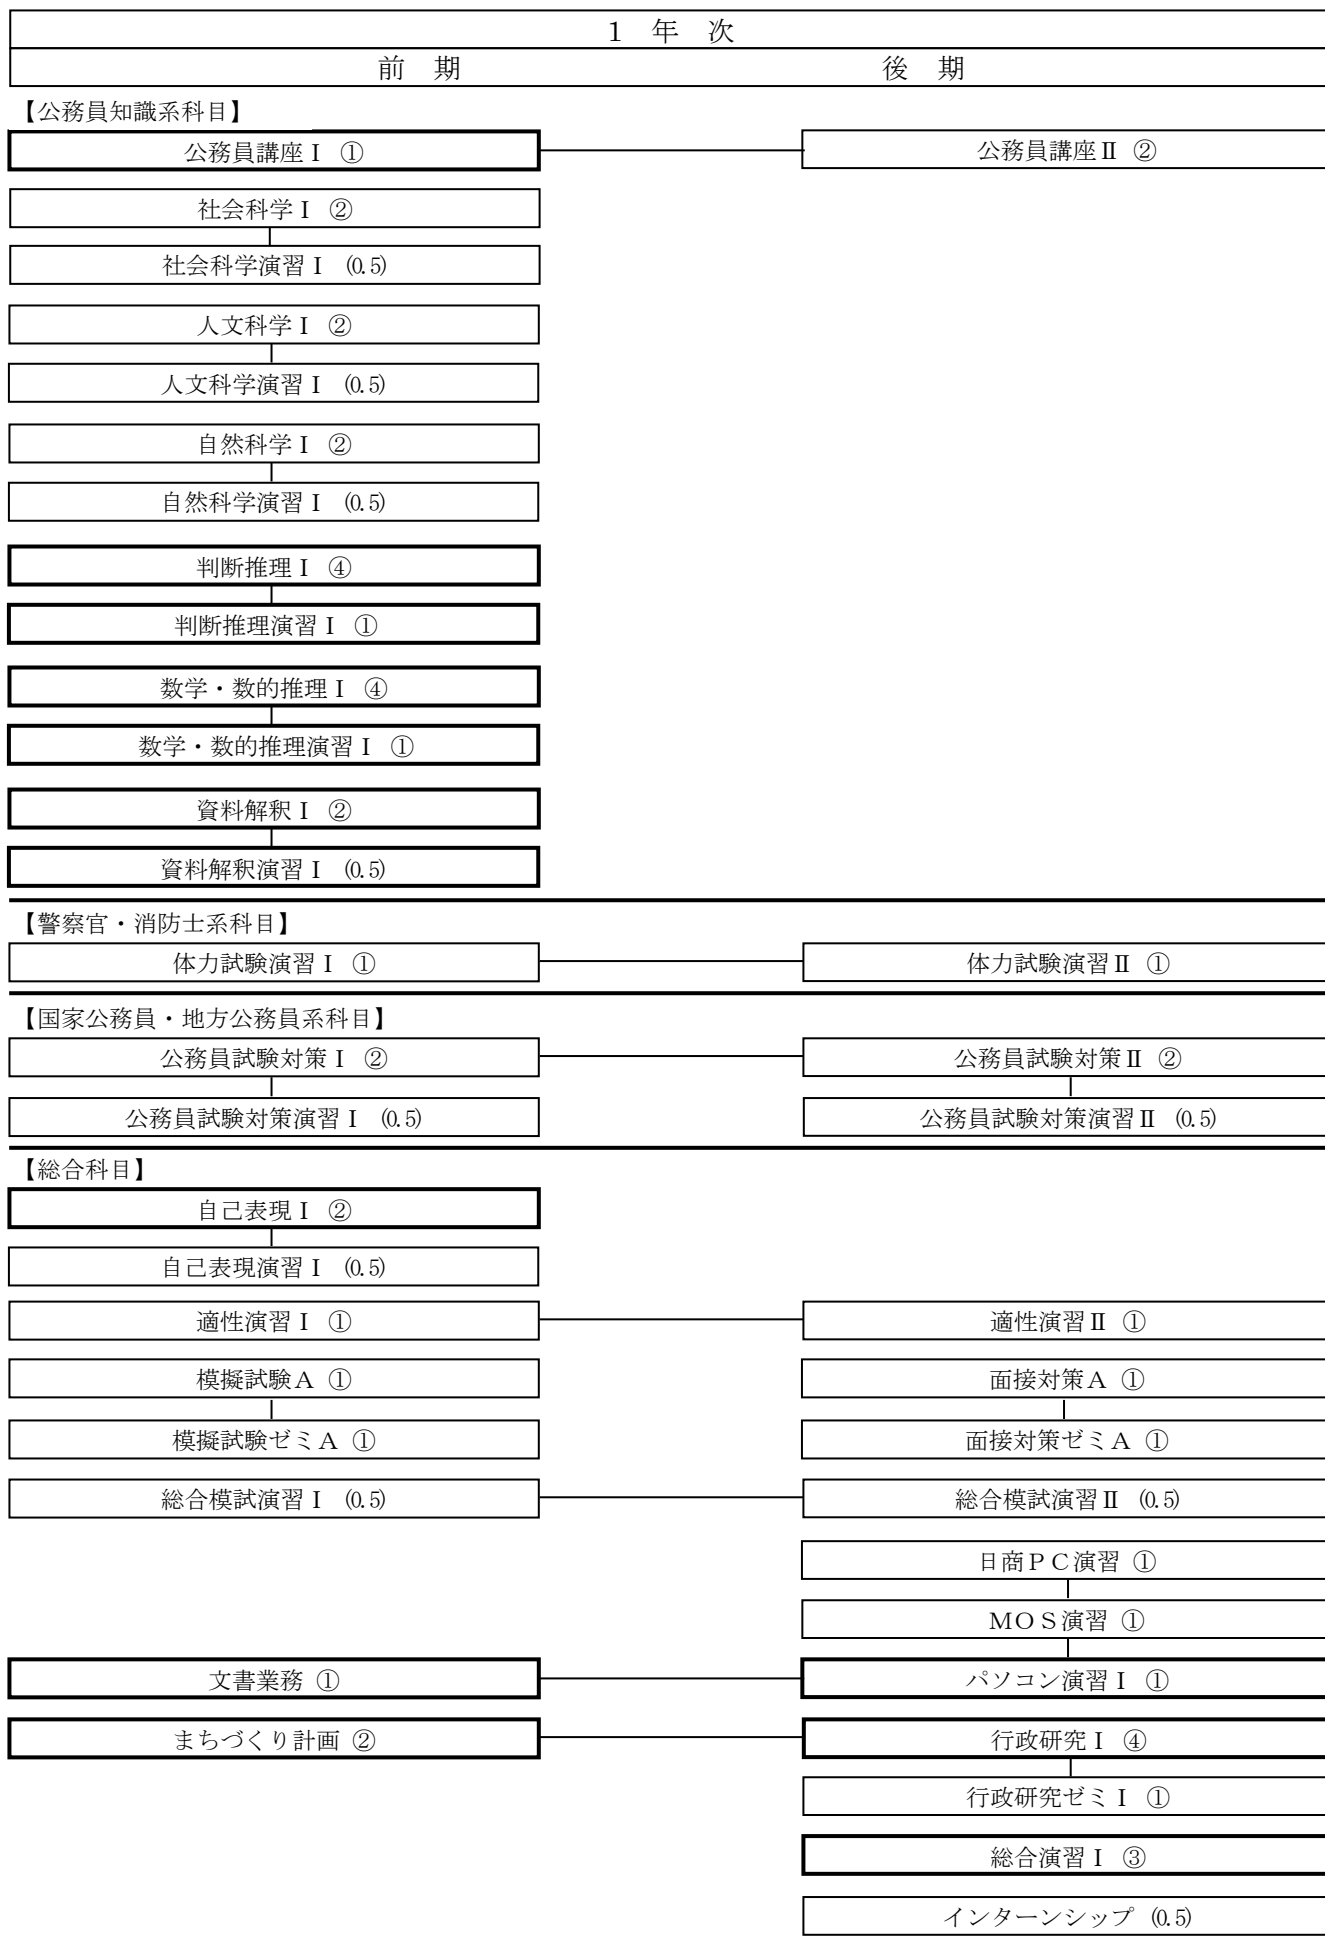 １　年　次
前　期　後　期
【公務員知識系科目】
公務員講座Ⅰ　①　公務員講座Ⅱ　②
社会科学Ⅰ　②
社会科学演習Ⅰ　(0.5)
人文科学Ⅰ　②
人文科学演習Ⅰ　(0.5)
自然科学Ⅰ　②
自然科学演習Ⅰ　(0.5)
判断推理Ⅰ　④
判断推理演習Ⅰ　①
数学・数的推理Ⅰ　④
数学・数的推理演習Ⅰ　①
資料解釈Ⅰ　②
資料解釈演習Ⅰ　(0.5)
【警察官・消防士系科目】
体力試験演習Ⅰ　①　体力試験演習Ⅱ　①
【国家公務員・地方公務員系科目】
公務員試験対策Ⅰ　②　公務員試験対策Ⅱ　②
公務員試験対策演習Ⅰ　(0.5)　公務員試験対策演習Ⅱ　(0.5)
【総合科目】
自己表現Ⅰ　②
自己表現演習Ⅰ　(0.5)
適性演習Ⅰ　①　適性演習Ⅱ　①
模擬試験Ａ　①　面接対策Ａ　①
模擬試験ゼミＡ　①　面接対策ゼミＡ　①
総合模試演習Ⅰ　(0.5)　総合模試演習Ⅱ　(0.5)
日商ＰＣ演習　①
ＭＯＳ演習　①
文書業務　①　パソコン演習Ⅰ　①
まちづくり計画　②　行政研究Ⅰ　④
行政研究ゼミⅠ　①
総合演習Ⅰ　③
インターンシップ　(0.5)